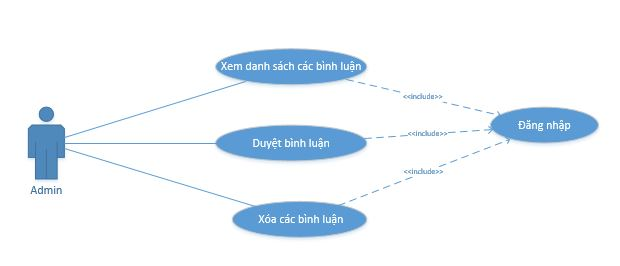 Xem danh sách các bình luận
<<include>>
Đăng nhập
Duyệt bình luận
<<include>>
<<include>>
Admin
Xóa các bình luận